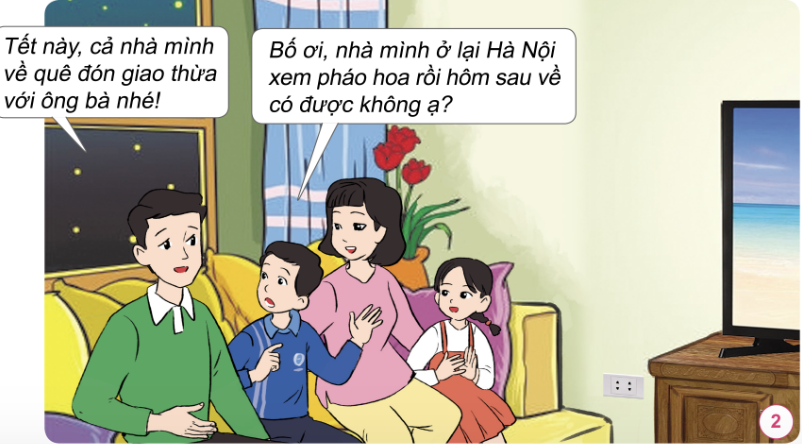 Tết này, cả nhà mình
về quê đón giao thừa
với ông bà nhé!
Bố ơi, nhà mình ở lại Hà Nội
xem pháo hoa rồi hôm sau về
có được không ạ?
2